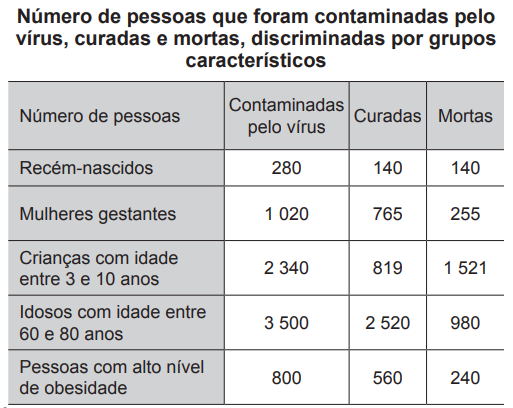 Número de pessoas que foram contaminadas pelo
vírus, curadas e mortas, discriminadas por grupos
característicos
Número de pessoas
Contaminadas
pelo vírus
Curadas
Mortas
Recém-nascidos 280 140 140
Mulheres gestantes 1 020 765 255
Crianças com idade
entre 3 e 10 anos
2 340 819 1 521
Idosos com idade entre
60 e 80 anos
3 500 2 520 980
Pessoas com alto nível
de obesidade
800 560 240